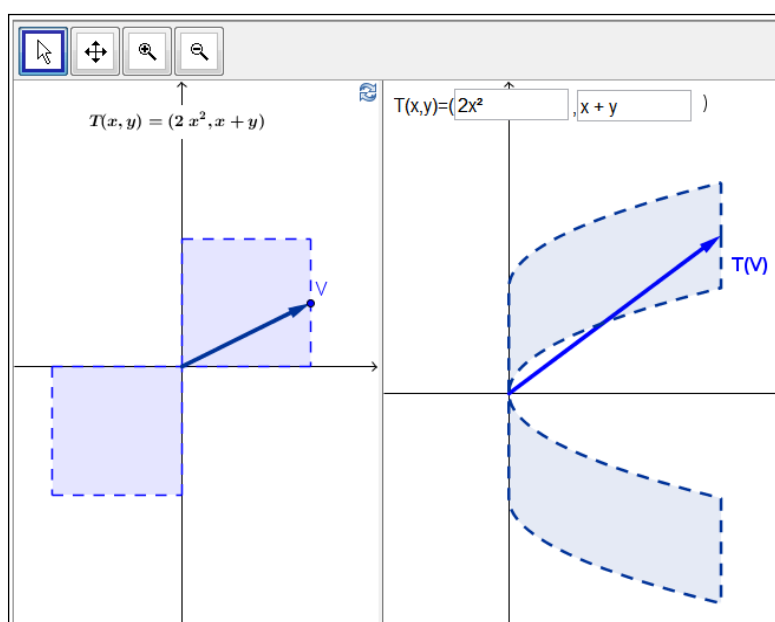 T(x, y) = (2 x², x + y)
V
T(x,y)=( 2x² , x + y )
T(V)